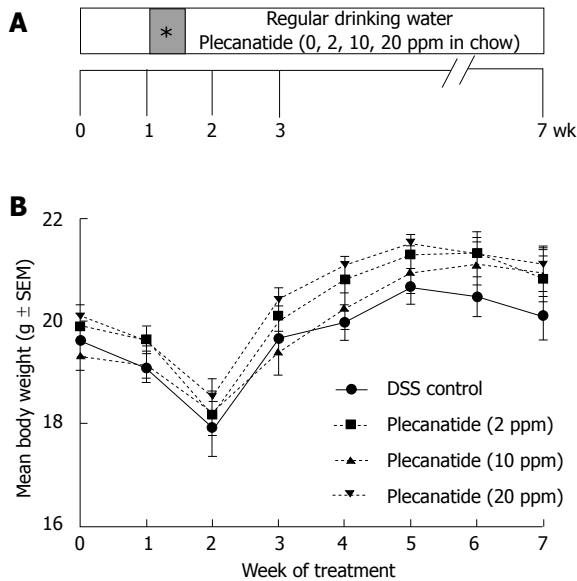 A
*
Regular drinking water
Plecanatide (0, 2, 10, 20 ppm in chow)
0 1 2 3 7 wk
B
Mean body weight (g ± SEM)
22
20
18
16
DSS control
Plecanatide (2 ppm)
Plecanatide (10 ppm)
Plecanatide (20 ppm)
0 1 2 3 4 5 6 7
Week of treatment